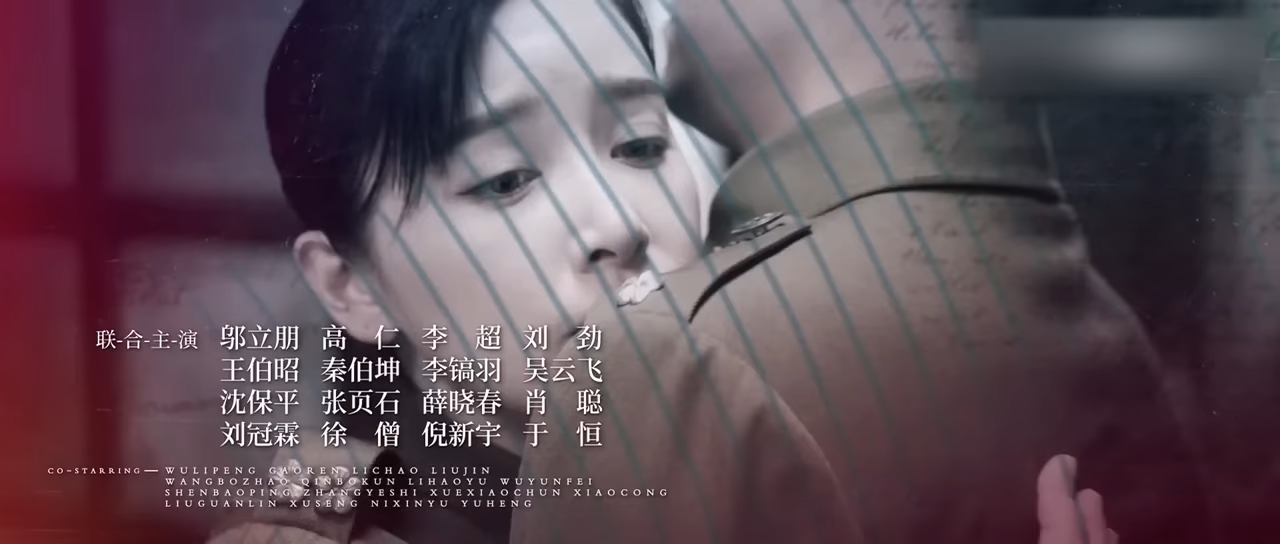 联-合-主-演 邬立朋 高 仁 李 超 刘 劲
王伯昭 秦伯坤 李镐羽 吴云飞
沈保平 张页石 薛晓春 肖 聪
刘冠霖 徐 僧 倪新宇 于 恒
CO-STARRING— WULIPENG GAOREN LICHAO LIUJIN
WANGBOZHAO QINBOKUN LIHAOYU WUYUNFEI
SHENBAOPING ZHANGYESHI XUEXIAOCHUN XIAOCONG
LIUGUANLIN XUSENG NIXINYU YUHENG